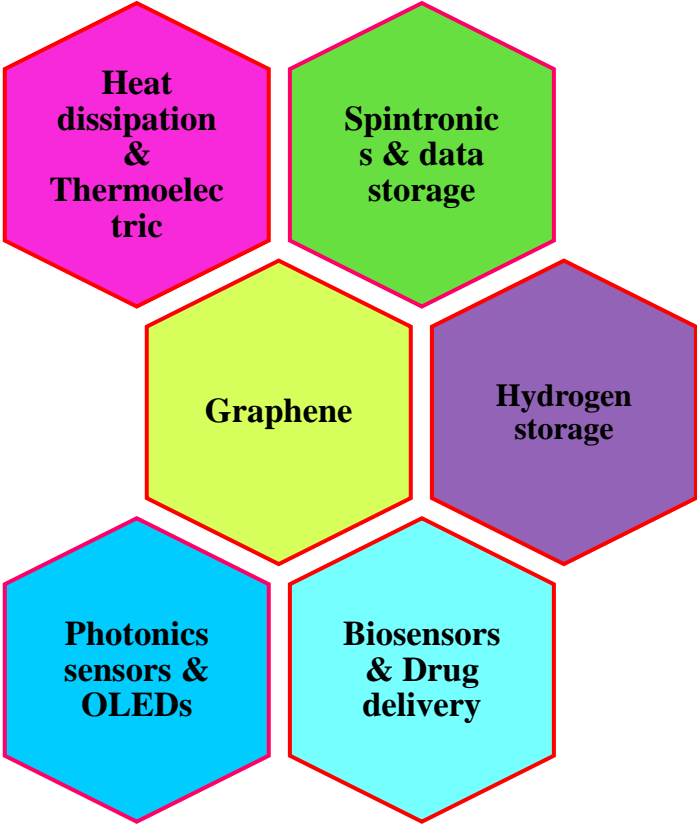 Heat
dissipation
&
Thermoelec
tric
Spintronic
s & data
storage
Graphene
Hydrogen
storage
Photonics
sensors &
OLEDs
Biosensors
& Drug
delivery